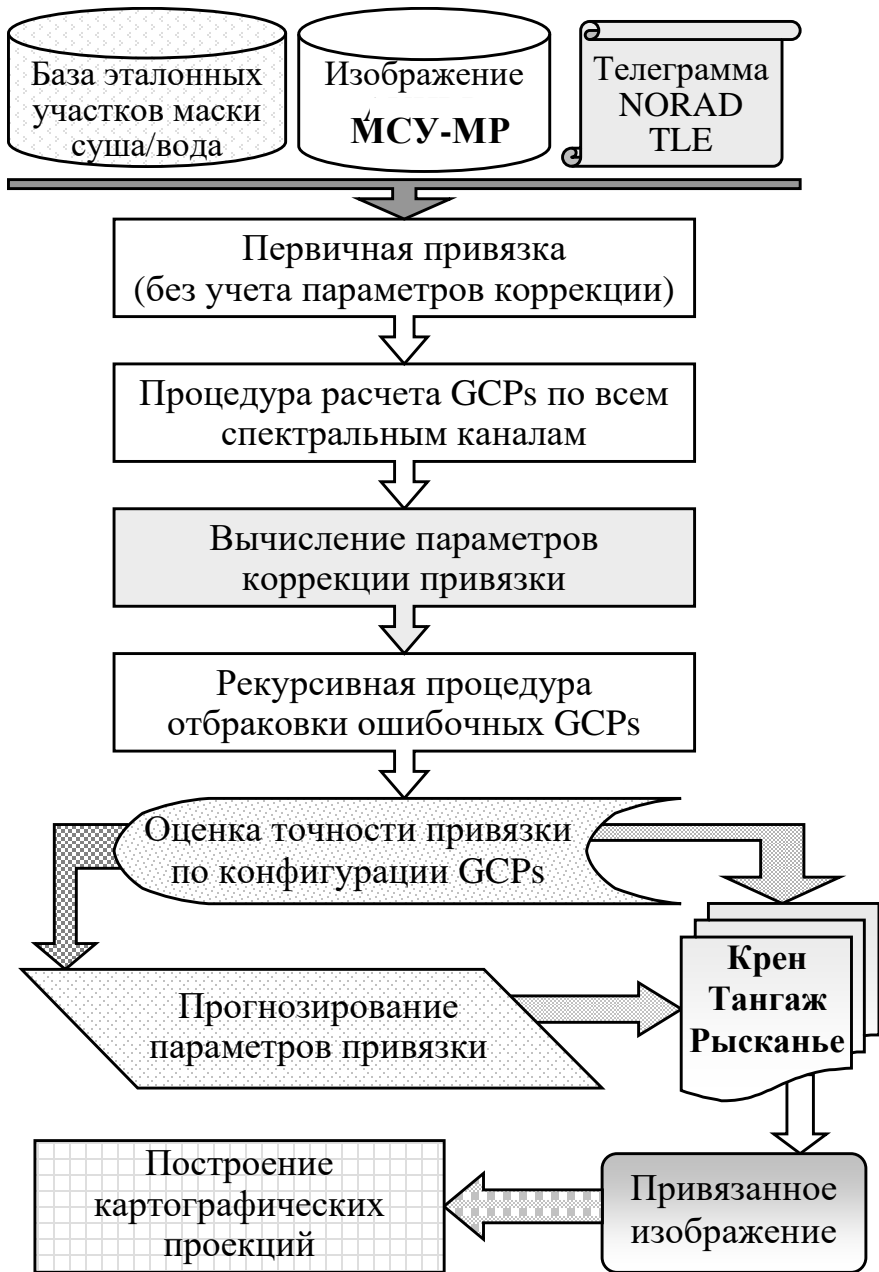 База эталонных
участков маски
суша/вода
Изображение
МСУ-МР
Телеграмма
NORAD
TLE
Первичная привязка
(без учета параметров коррекции)
Процедура расчета GCPs по всем
спектральным каналам
Вычисление параметров
коррекции привязки
Рекурсивная процедура
отбраковки ошибочных GCPs
Оценка точности привязки
по конфигурации GCPs
Прогнозирование
параметров привязки
Крен
Тангаж
Рысканье
Построение
картографических
проекций
Привязанное
изображение